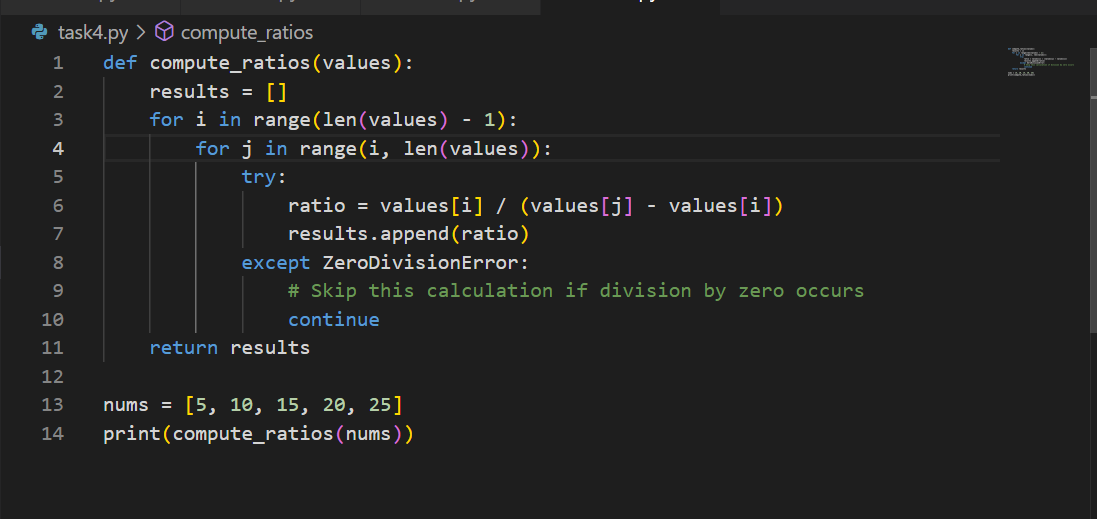 task4.py > compute_ratios
1 def compute_ratios(values):
2     results = []
3     for i in range(len(values) - 1):
4         for j in range(i, len(values)):
5             try:
6                 ratio = values[i] / (values[j] - values[i])
7                 results.append(ratio)
8             except ZeroDivisionError:
9                 # Skip this calculation if division by zero occurs
10                 continue
11     return results
12
13 nums = [5, 10, 15, 20, 25]
14 print(compute_ratios(nums))